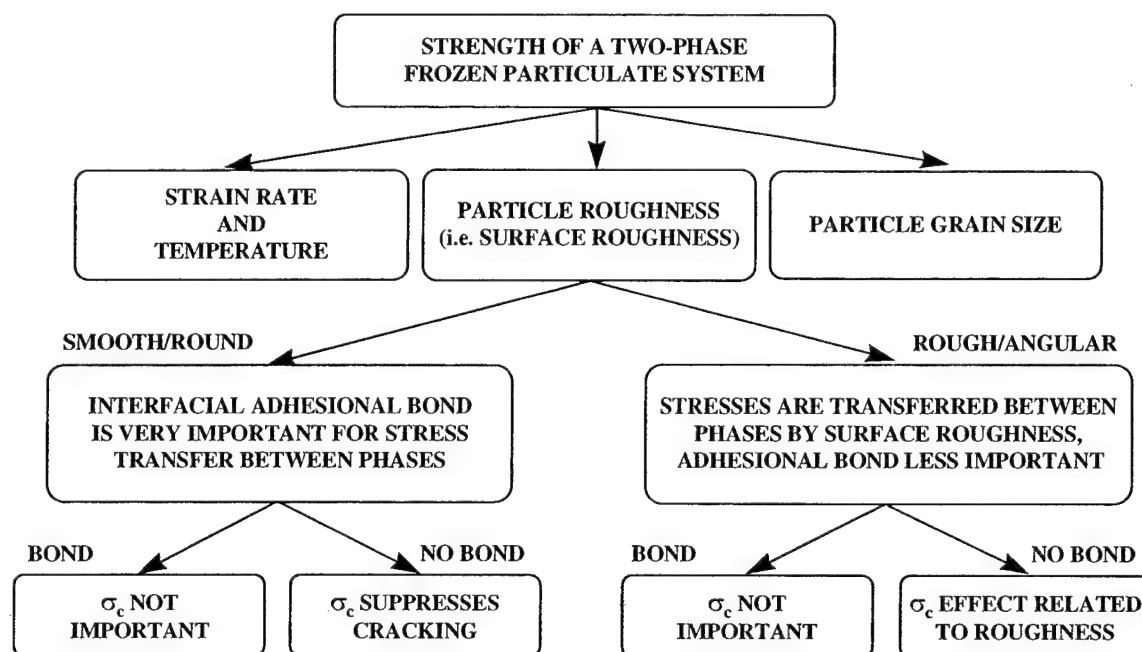 STRENGTH OF A TWO-PHASE
FROZEN PARTICULATE SYSTEM
STRAIN RATE
AND
TEMPERATURE
PARTICLE ROUGHNESS
(i.e. SURFACE ROUGHNESS)
PARTICLE GRAIN SIZE
SMOOTH/ROUND
ROUGH/ANGULAR
INTERFACIAL ADHESIONAL BOND
IS VERY IMPORTANT FOR STRESS
TRANSFER BETWEEN PHASES
STRESSES ARE TRANSFERRED BETWEEN
PHASES BY SURFACE ROUGHNESS,
ADHESIONAL BOND LESS IMPORTANT
BOND
NO BOND
BOND
NO BOND
σc NOT
IMPORTANT
σc SUPPRESSES
CRACKING
σc NOT
IMPORTANT
σc EFFECT RELATED
TO ROUGHNESS